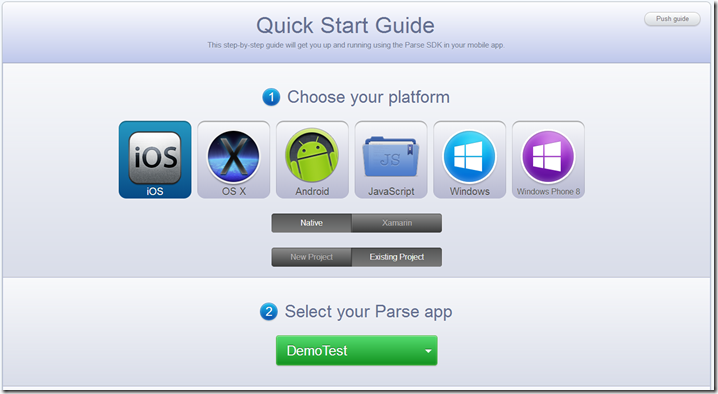 Quick Start Guide
Push guide
This step-by-step guide will get you up and running using the Parse SDK in your mobile app.
1 Choose your platform
iOS
X
JS
iOS
OS X
Android
JavaScript
Windows
Windows Phone 8
Native
Xamarin
New Project
Existing Project
2 Select your Parse app
DemoTest